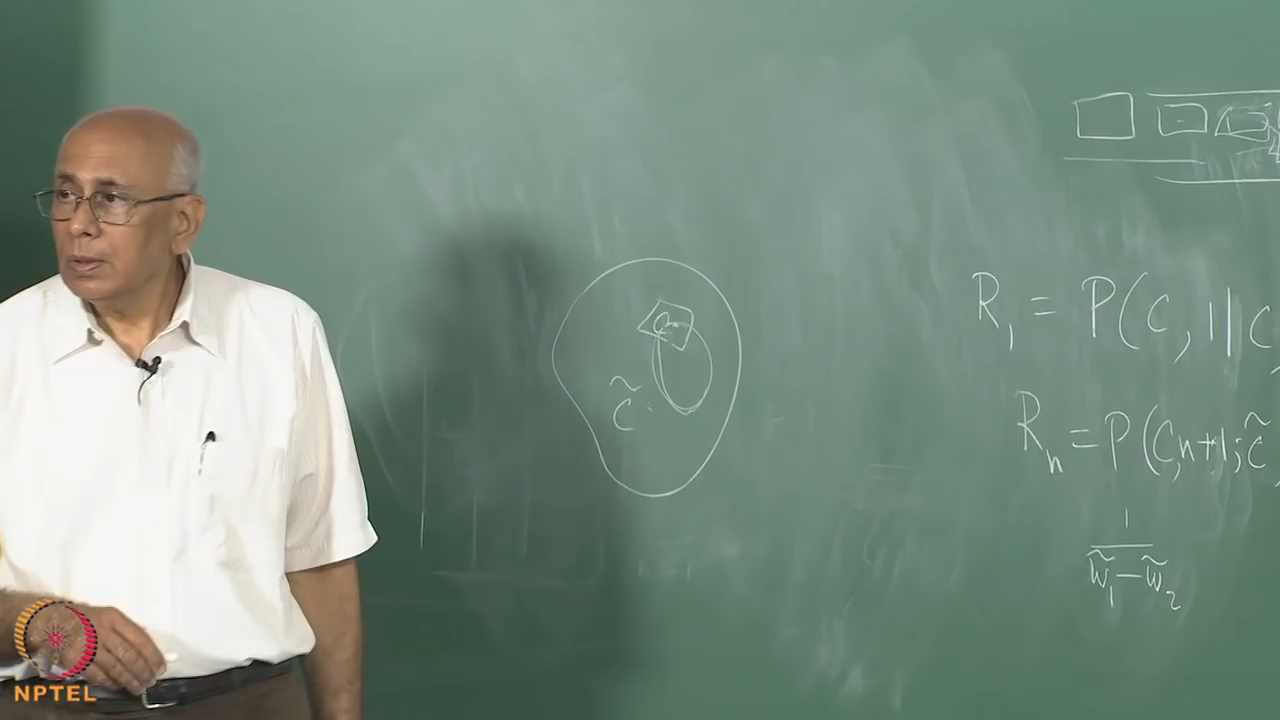 R₁ = P(C, 1 | C
Rₙ = P(C, n+1; C̃
C̃
1
W̃₁ − W̃₂
NPTEL